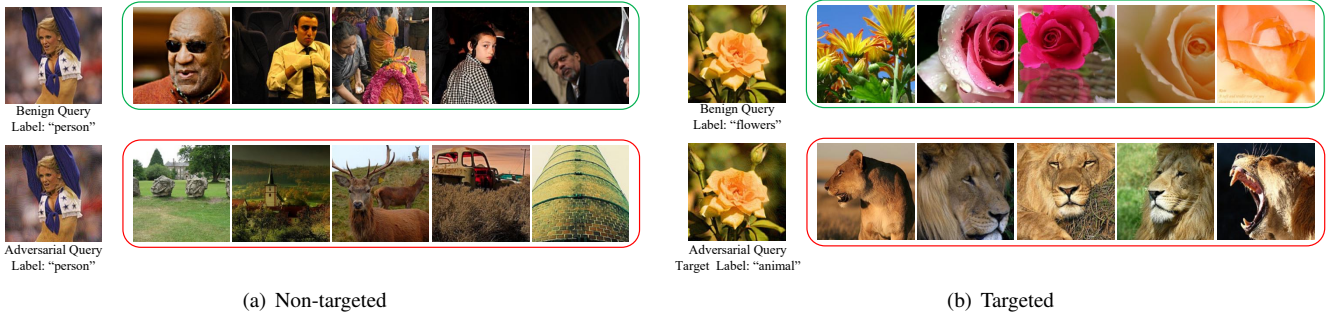 Benign Query
Label: “person”
Adversarial Query
Label: “person”
(a) Non-targeted
Benign Query
Label: “flowers”
Adversarial Query
Target Label: “animal”
(b) Targeted